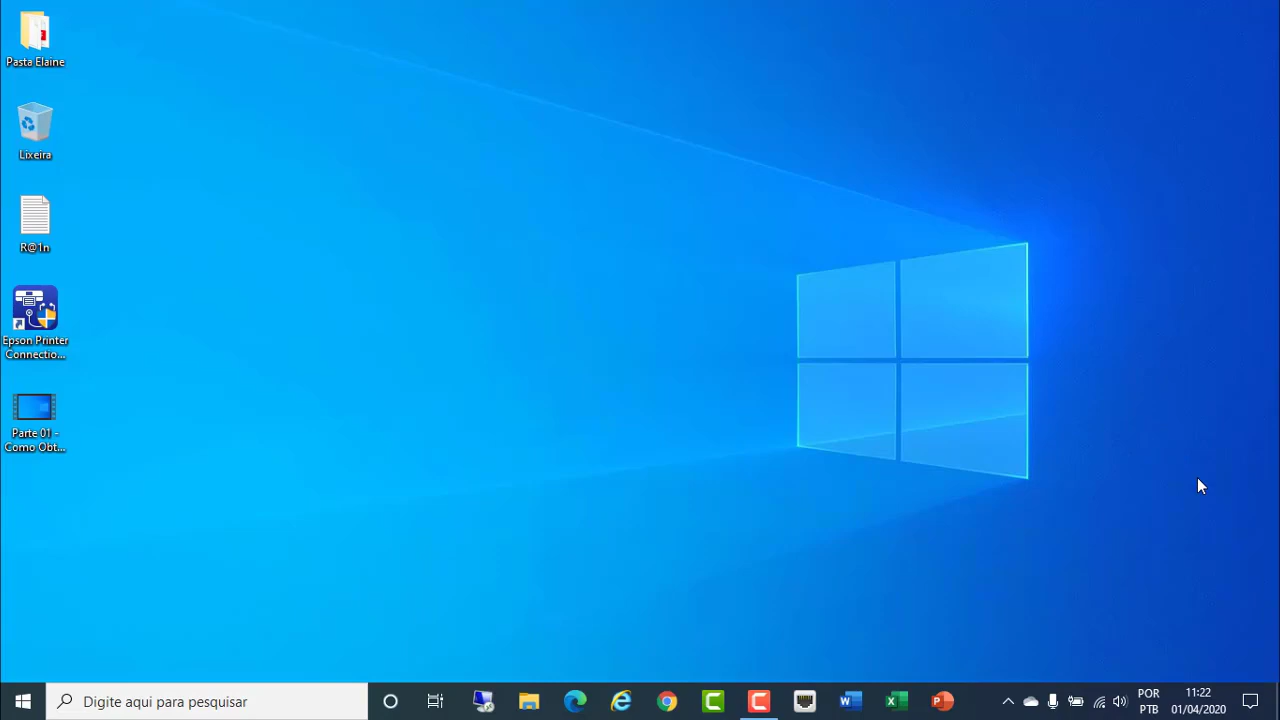 Pasta Elaine
Lixeira
R@1n
Epson Printer
Connectio...
Parte 01 -
Como Obt...
Digite aqui para pesquisar
POR
PTB
11:22
01/04/2020